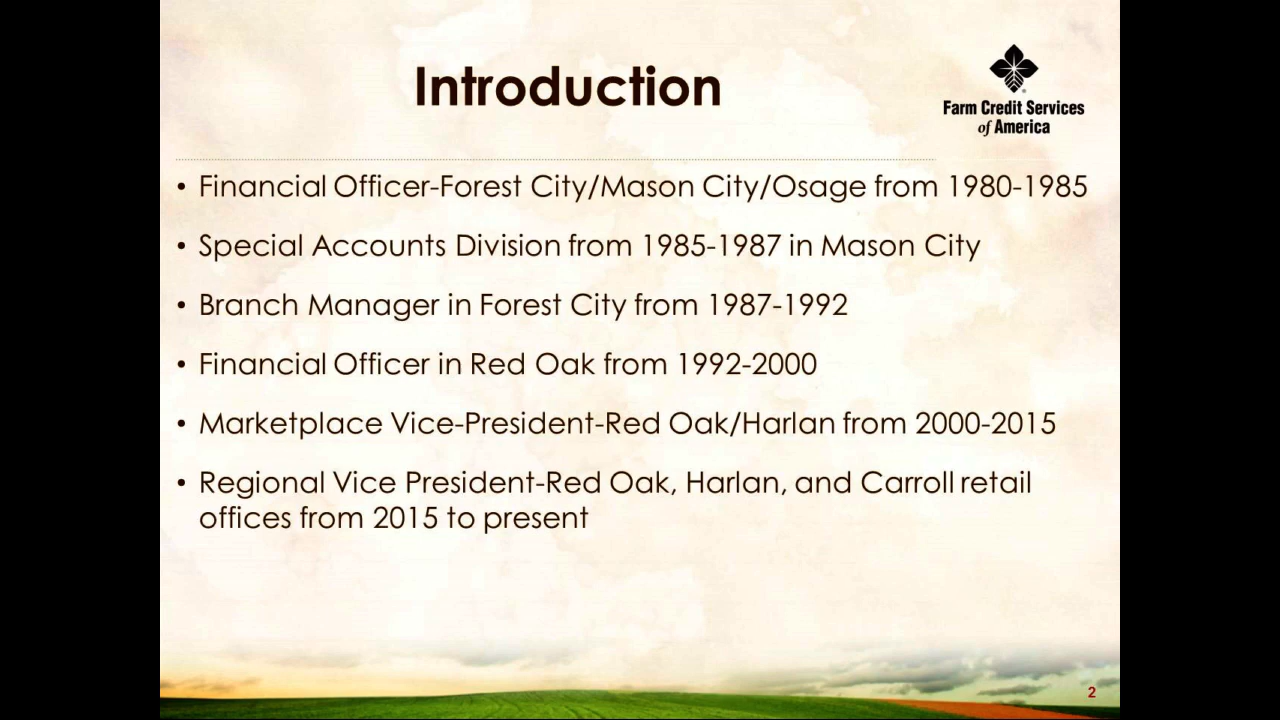 Introduction
Farm Credit Services
of America
• Financial Officer-Forest City/Mason City/Osage from 1980-1985
• Special Accounts Division from 1985-1987 in Mason City
• Branch Manager in Forest City from 1987-1992
• Financial Officer in Red Oak from 1992-2000
• Marketplace Vice-President-Red Oak/Harlan from 2000-2015
• Regional Vice President-Red Oak, Harlan, and Carroll retail
offices from 2015 to present
2